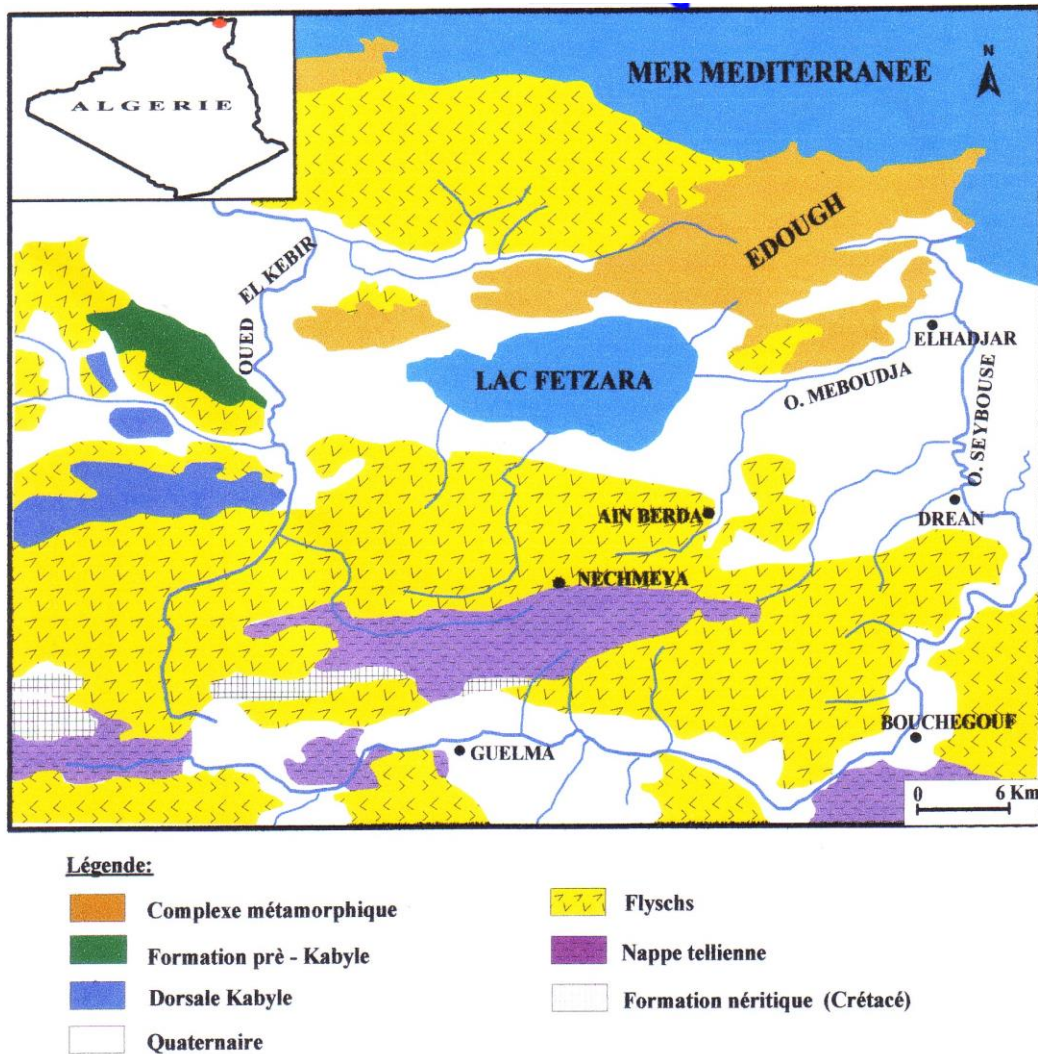 ALGERIE
MER MEDITERRANEE
N
EDOUGH
OUED EL KEBIR
LAC FETZARA
ELHADJAR
O. MEBOUDJA
O. SEYBOUSE
AIN BERDA
DREAN
NECHMEYA
BOUCHEGOUF
GUELMA
0 6 Km
Légende:
Complexe métamorphique
Formation prè - Kabyle
Dorsale Kabyle
Quaternaire
Flyschs
Nappe tellienne
Formation néritique (Crétacé)